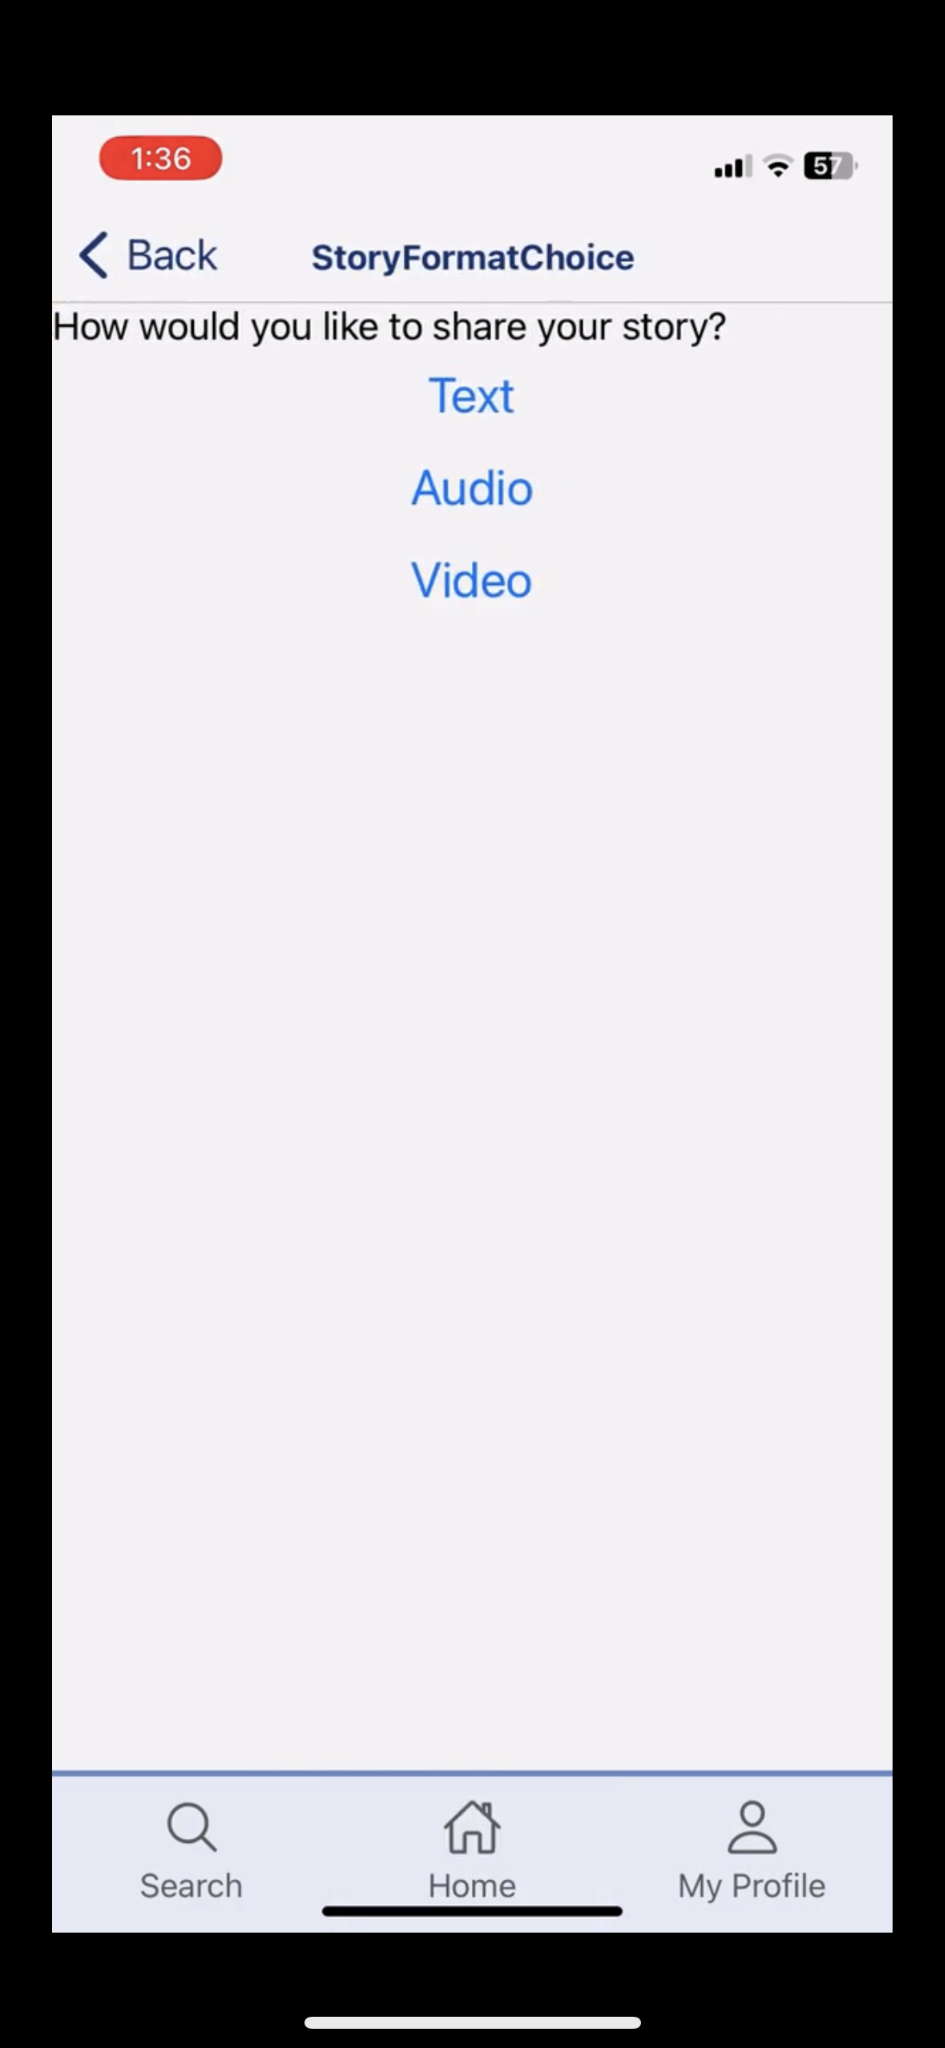 1:36
57
Back
StoryFormatChoice
How would you like to share your story?
Text
Audio
Video
Search
Home
My Profile